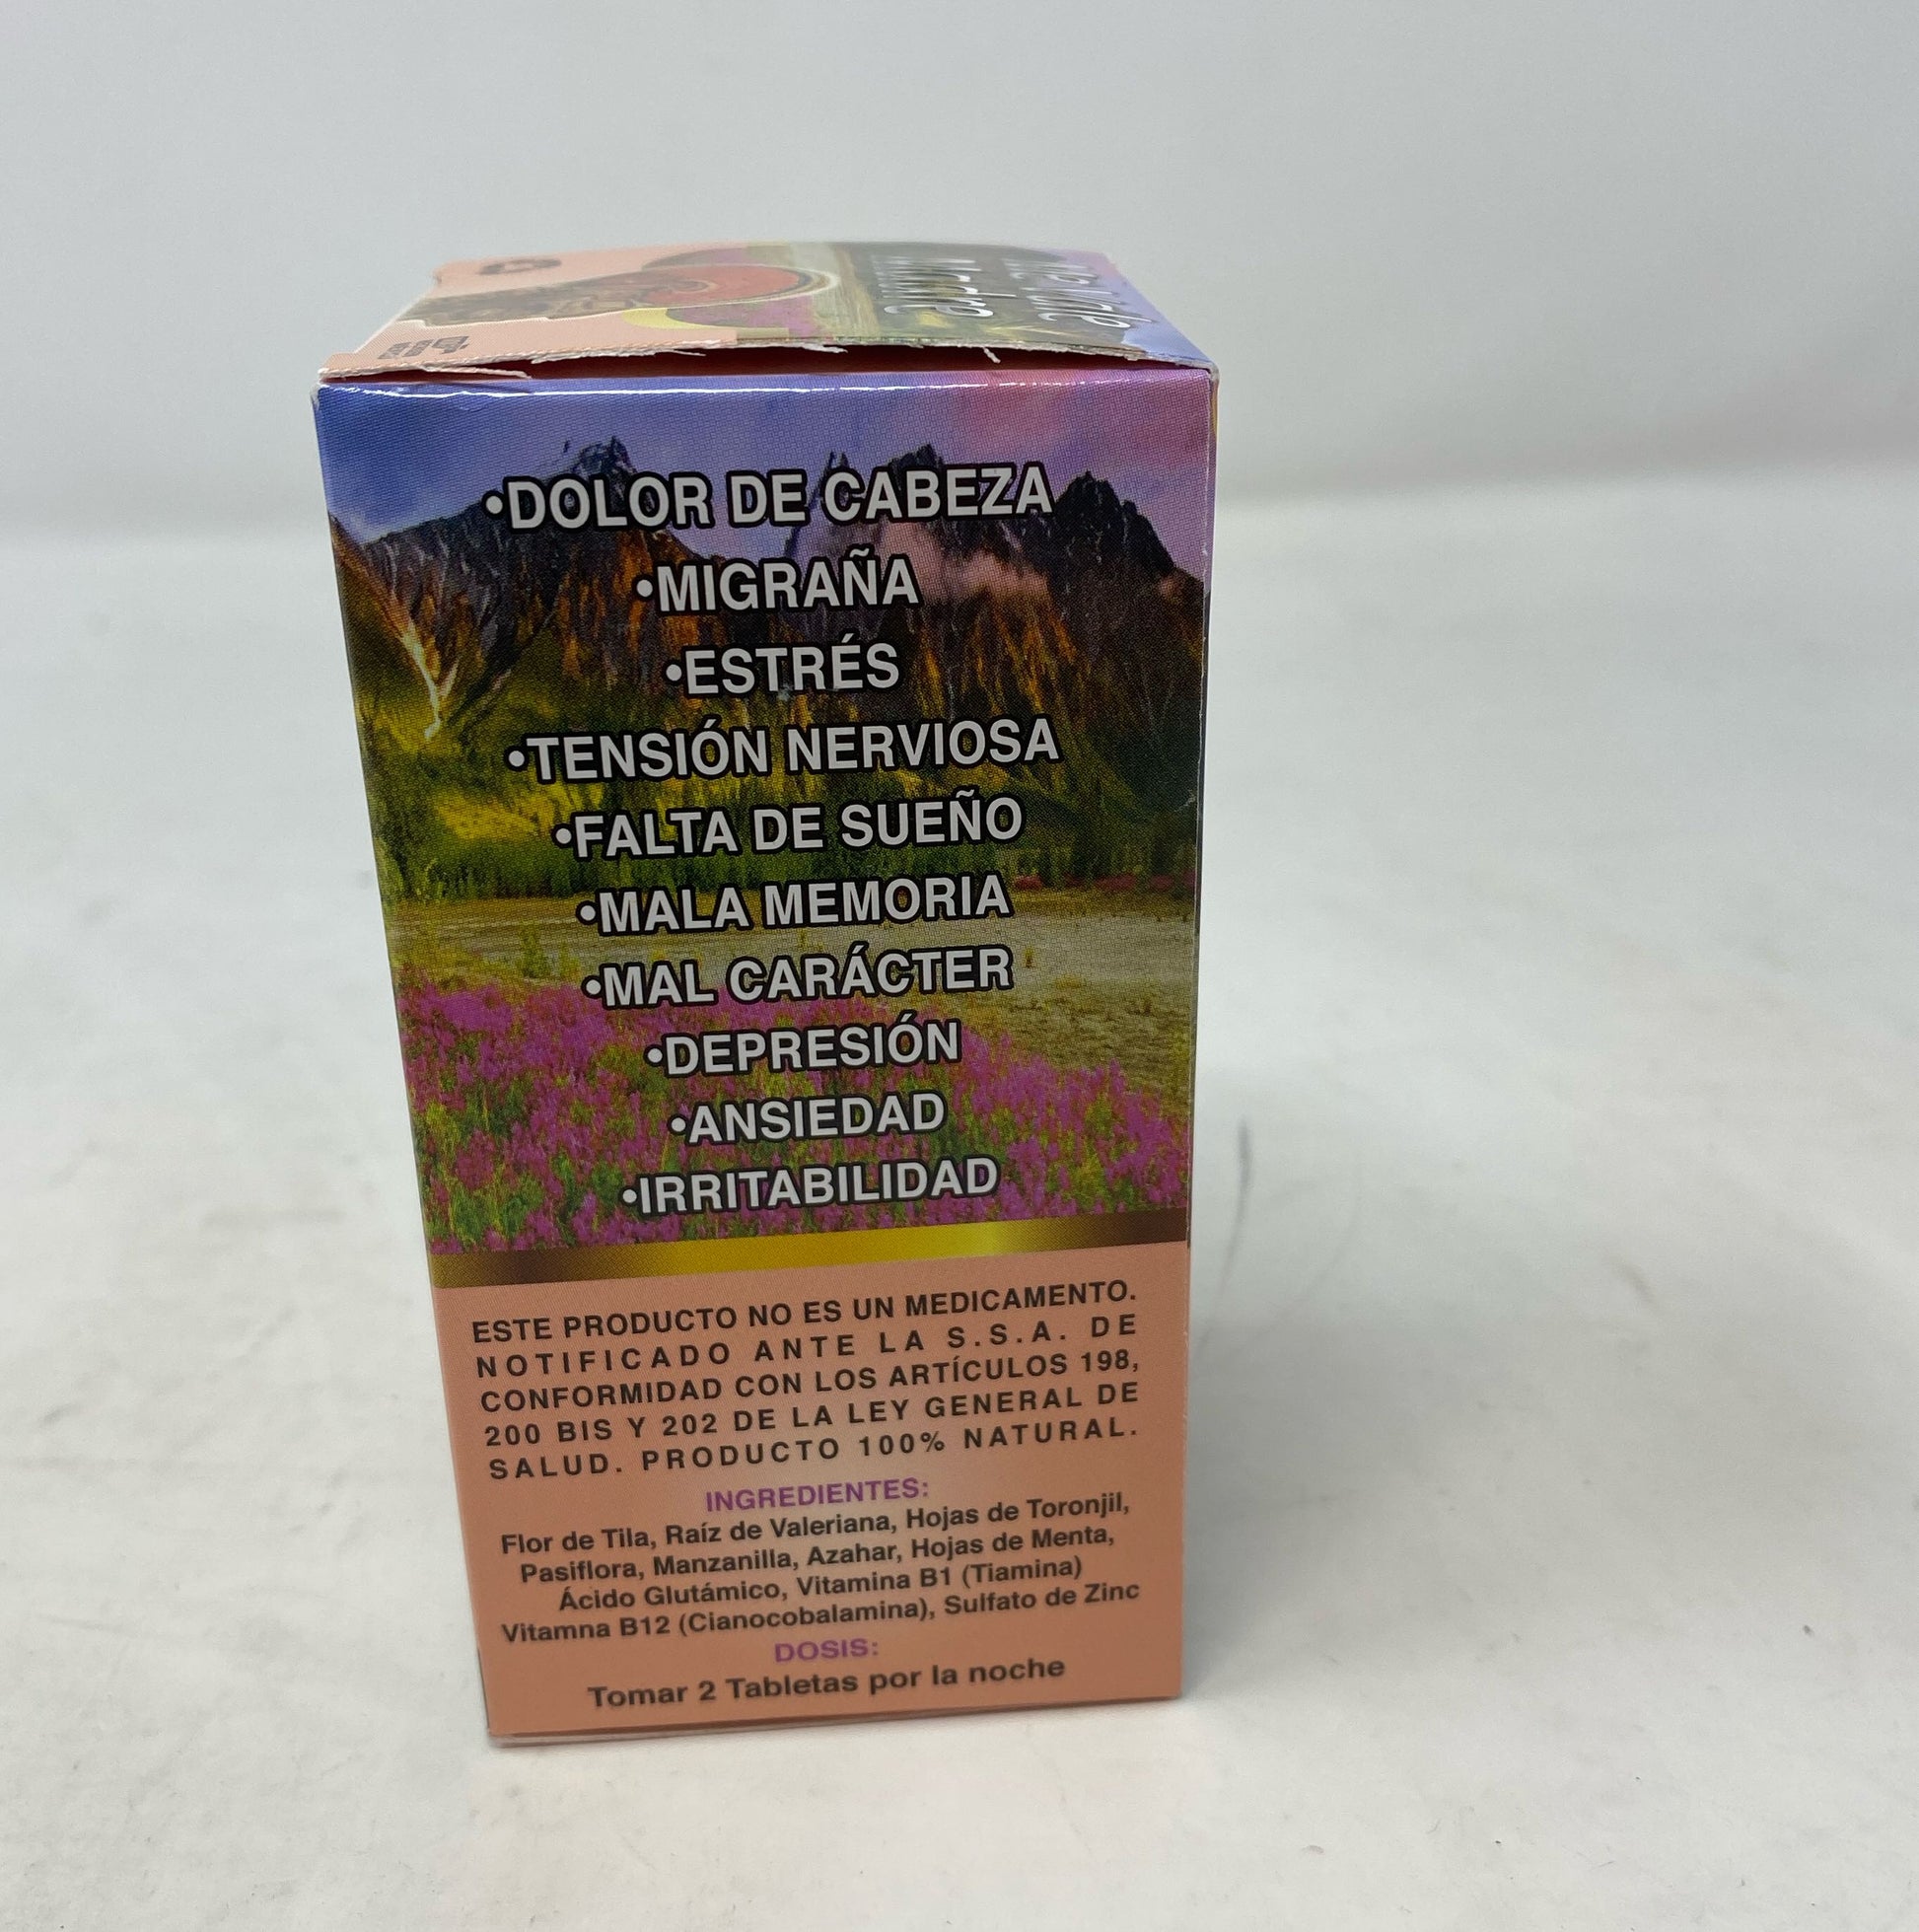 •DOLOR DE CABEZA
•MIGRAÑA
•ESTRÉS
•TENSIÓN NERVIOSA
•FALTA DE SUEÑO
•MALA MEMORIA
•MAL CARÁCTER
•DEPRESIÓN
•ANSIEDAD
•IRRITABILIDAD
ESTE PRODUCTO NO ES UN MEDICAMENTO.
NOTIFICADO ANTE LA S.S.A. DE
CONFORMIDAD CON LOS ARTÍCULOS 198,
200 BIS Y 202 DE LA LEY GENERAL DE
SALUD. PRODUCTO 100% NATURAL.
INGREDIENTES:
Flor de Tila, Raíz de Valeriana, Hojas de Toronjil,
Pasiflora, Manzanilla, Azahar, Hojas de Menta,
Ácido Glutámico, Vitamina B1 (Tiamina)
Vitamna B12 (Cianocobalamina), Sulfato de Zinc
DOSIS:
Tomar 2 Tabletas por la noche